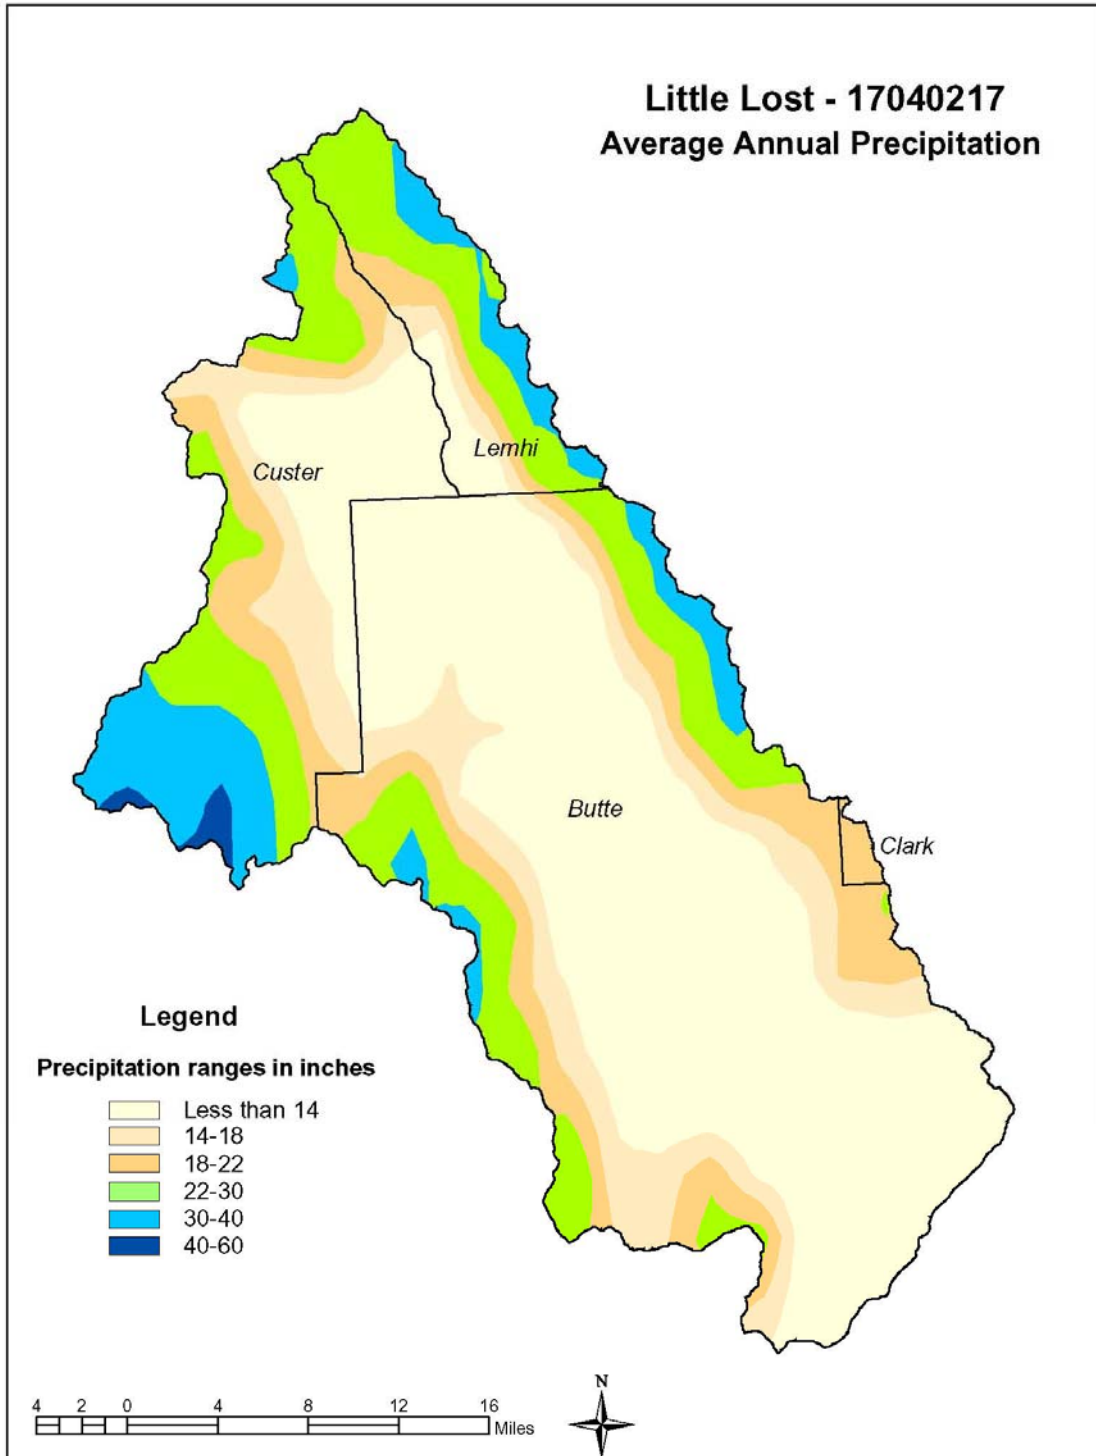 Little Lost - 17040217
Average Annual Precipitation
Lemhi
Custer
Butte
Clark
Legend
Precipitation ranges in inches
Less than 14
14-18
18-22
22-30
30-40
40-60
N
4 2 0 4 8 12 16
Miles